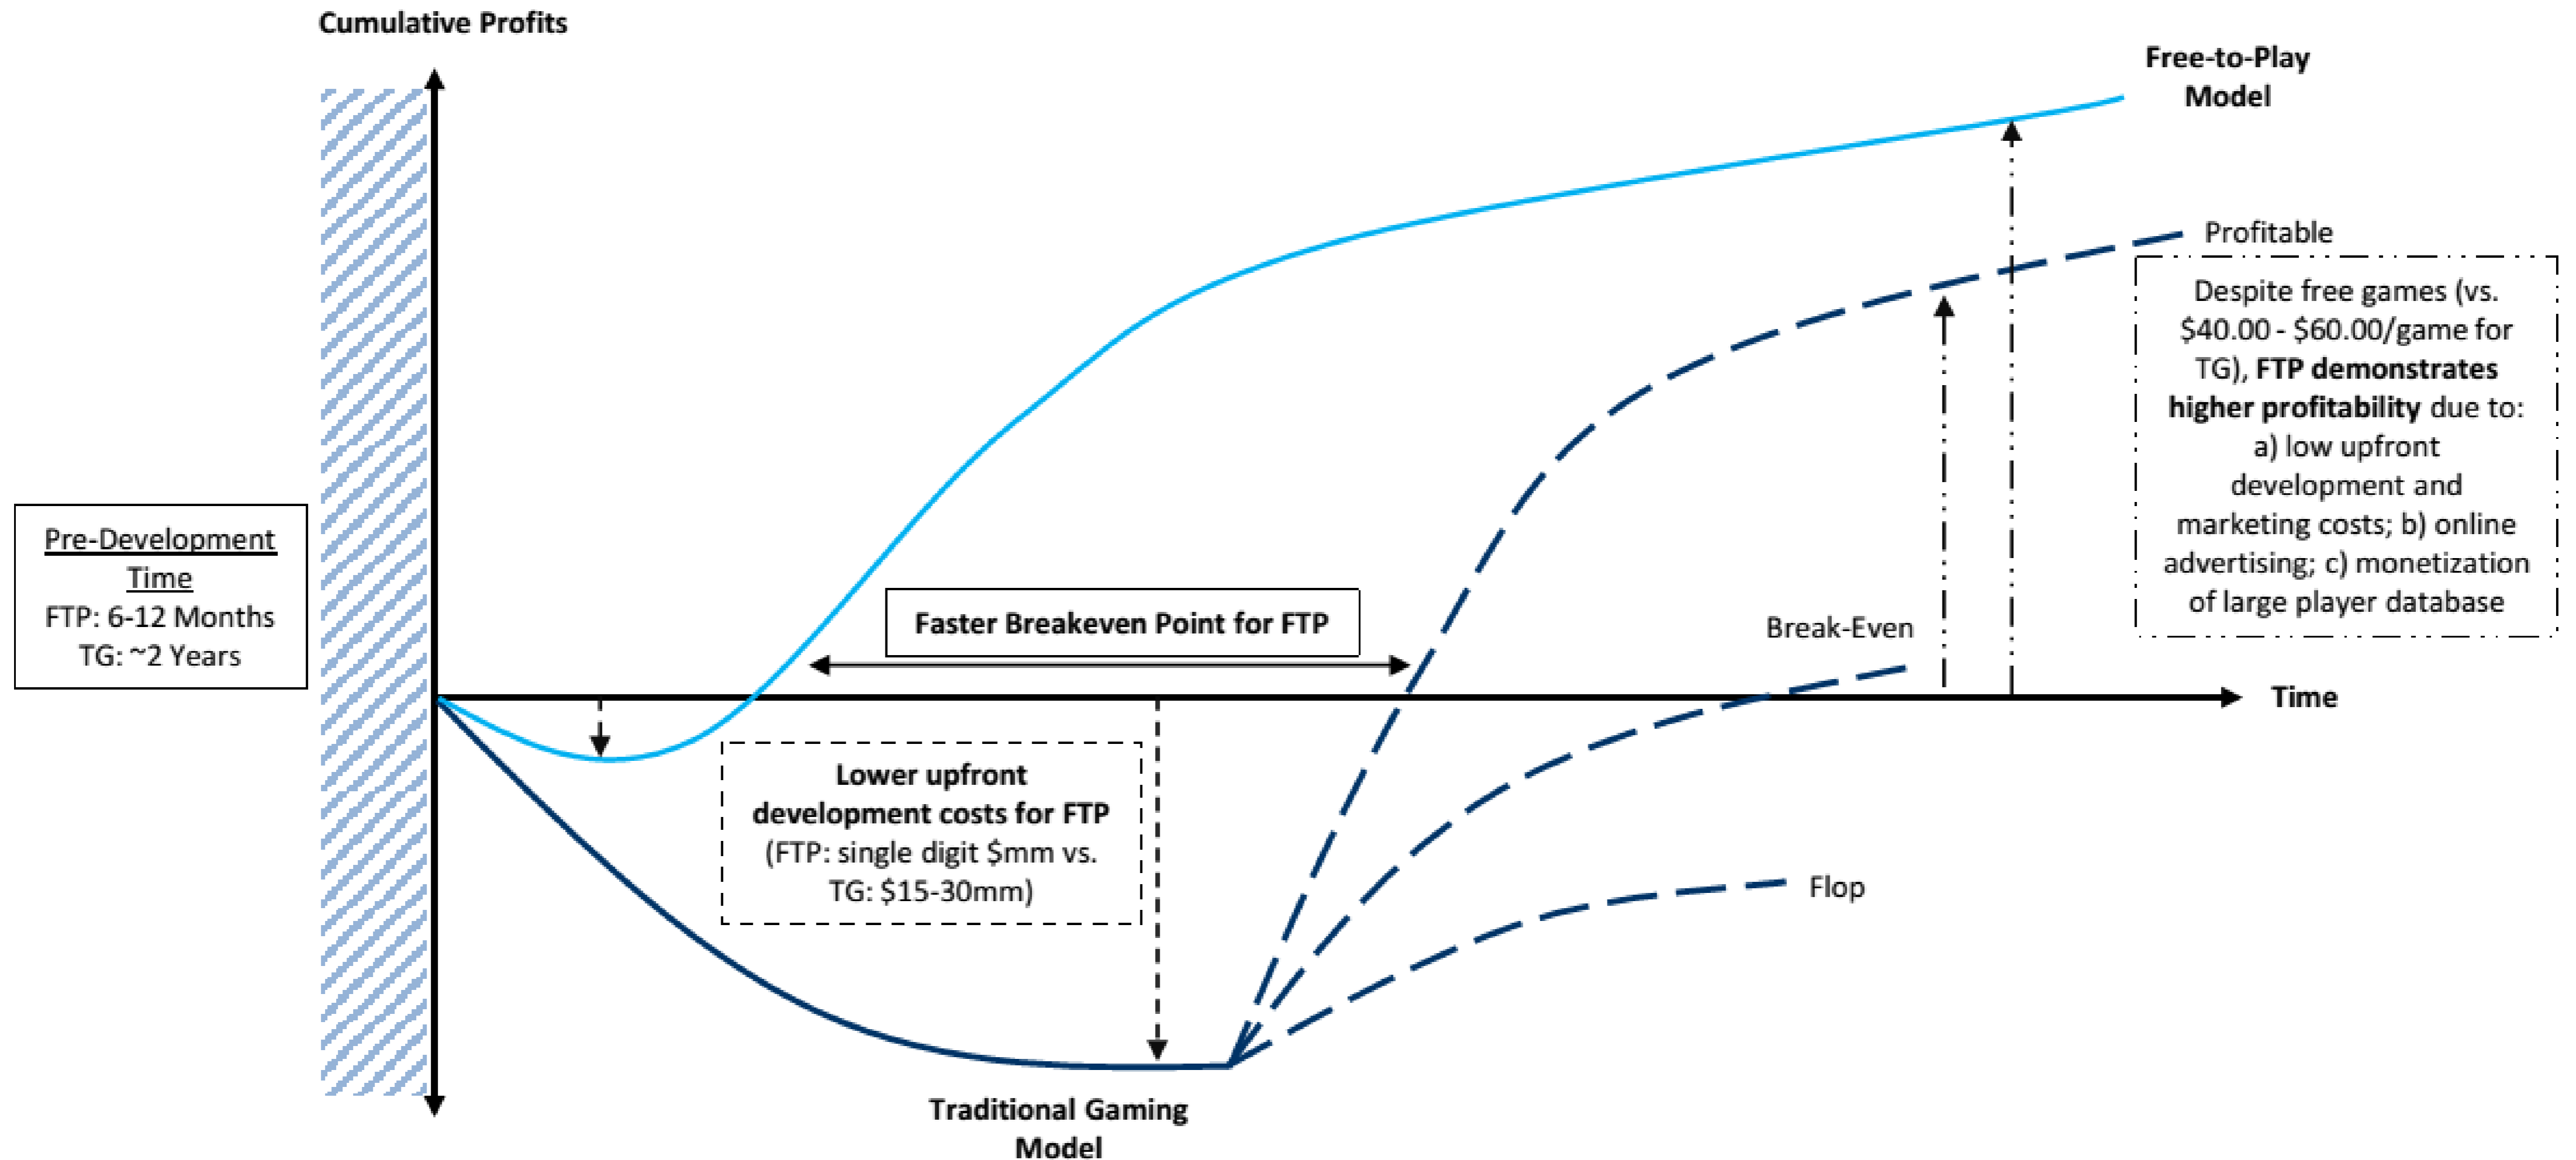 Cumulative Profits
Free-to-Play
Model
Profitable
Despite free games (vs.
$40.00 - $60.00/game for
TG), FTP demonstrates
higher profitability due to:
a) low upfront
development and
marketing costs; b) online
advertising; c) monetization
of large player database
Pre-Development
Time
FTP: 6-12 Months
TG: ~2 Years
Faster Breakeven Point for FTP
Break-Even
Time
Lower upfront
development costs for FTP
(FTP: single digit $mm vs.
TG: $15-30mm)
Flop
Traditional Gaming
Model